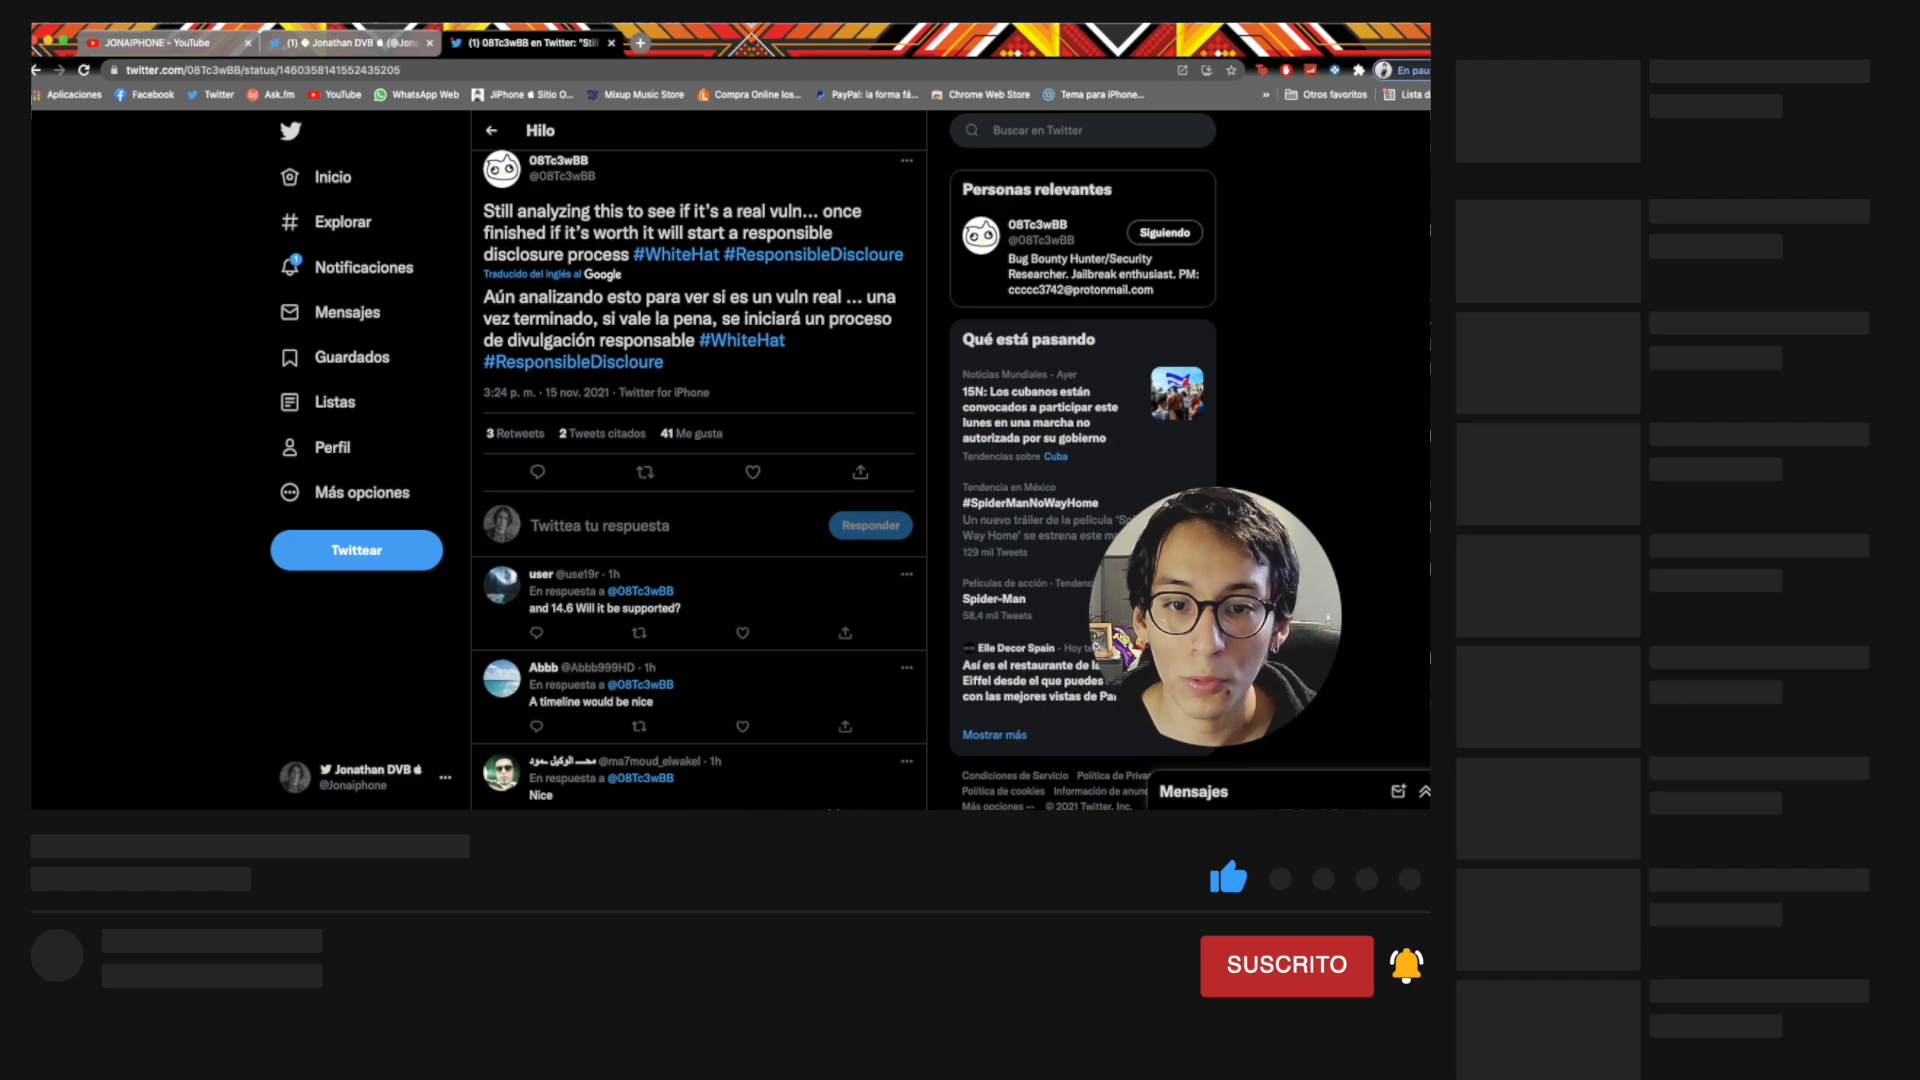 JONAIPHONE - YouTube
(1) Jonathan DVB (@Jona
(1) 08Tc3wBB en Twitter: "Still
twitter.com/08Tc3wBB/status/1460358141552435205
En pau
Aplicaciones
Facebook
Twitter
Ask.fm
YouTube
WhatsApp Web
JiPhone Sitio O...
Mixup Music Store
Compra Online los...
PayPal: la forma fá...
Chrome Web Store
Tema para iPhone...
»
Otros favoritos
Lista d
Inicio
Explorar
1
Notificaciones
Mensajes
Guardados
Listas
Perfil
Más opciones
Twittear
Jonathan DVB
@Jonaiphone
Hilo
08Tc3wBB
@08Tc3wBB
Still analyzing this to see if it's a real vuln... once
finished if it's worth it will start a responsible
disclosure process #WhiteHat #ResponsibleDiscloure
Traducido del inglés al Google
Aún analizando esto para ver si es un vuln real ... una
vez terminado, si vale la pena, se iniciará un proceso
de divulgación responsable #WhiteHat
#ResponsibleDiscloure
3:24 p. m. · 15 nov. 2021 · Twitter for iPhone
3 Retweets 2 Tweets citados 41 Me gusta
Twittea tu respuesta
Responder
user @use19r · 1h
En respuesta a @08Tc3wBB
and 14.6 Will it be supported?
Abbb @Abbb999HD · 1h
En respuesta a @08Tc3wBB
A timeline would be nice
@ma7moud_elwakel · 1h
En respuesta a @08Tc3wBB
Nice
Buscar en Twitter
Personas relevantes
08Tc3wBB
@08Tc3wBB
Siguiendo
Bug Bounty Hunter/Security
Researcher. Jailbreak enthusiast. PM:
ccccc3742@protonmail.com
Qué está pasando
Noticias Mundiales · Ayer
15N: Los cubanos están
convocados a participar este
lunes en una marcha no
autorizada por su gobierno
Tendencias sobre Cuba
Tendencia en México
#SpiderManNoWayHome
Un nuevo tráiler de la película 'Sp
Way Home' se estrena este m
129 mil Tweets
Películas de acción · Tendenc
Spider-Man
58,4 mil Tweets
Elle Decor Spain · Hoy te
Así es el restaurante de la
Eiffel desde el que puedes
con las mejores vistas de Pa
Mostrar más
Condiciones de Servicio Política de Priva
Política de cookies Información de anunc
Más opciones ··· © 2021 Twitter, Inc.
Mensajes
SUSCRITO